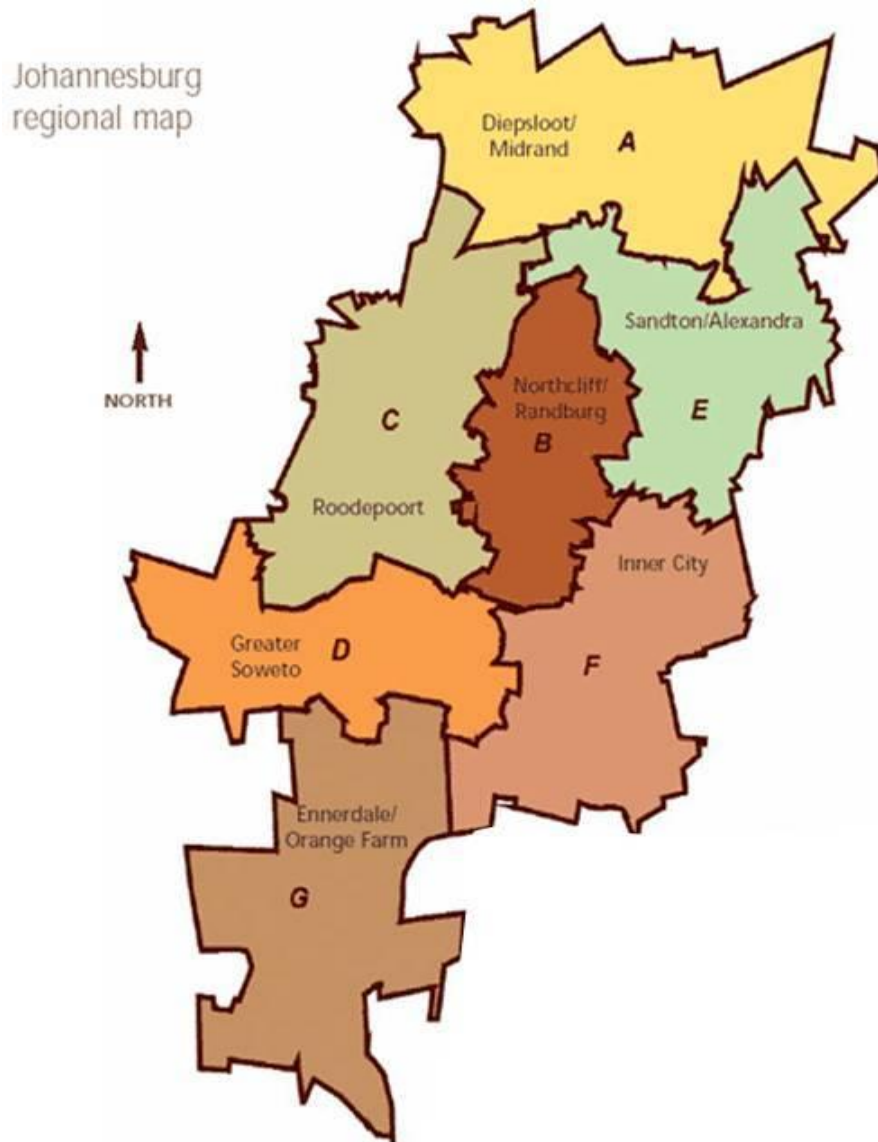 Johannesburg
regional map
Diepsloot/
Midrand
A
Sandton/Alexandra
NORTH
Northcliff/
Randburg
C
E
B
Roodepoort
Inner City
Greater
Soweto
D
F
Ennerdale/
Orange Farm
G